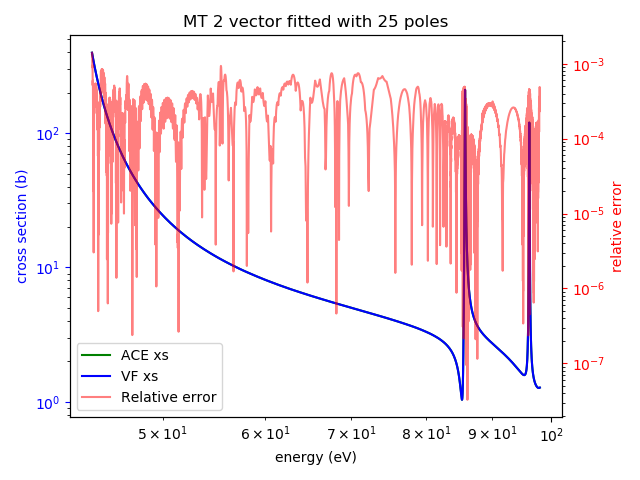 MT 2 vector fitted with 25 poles
cross section (b)
10²
10¹
10⁰
10⁻³
10⁻⁴
10⁻⁵
10⁻⁶
10⁻⁷
relative error
ACE xs
VF xs
Relative error
5 × 10¹ 6 × 10¹ 7 × 10¹ 8 × 10¹ 9 × 10¹ 10²
energy (eV)